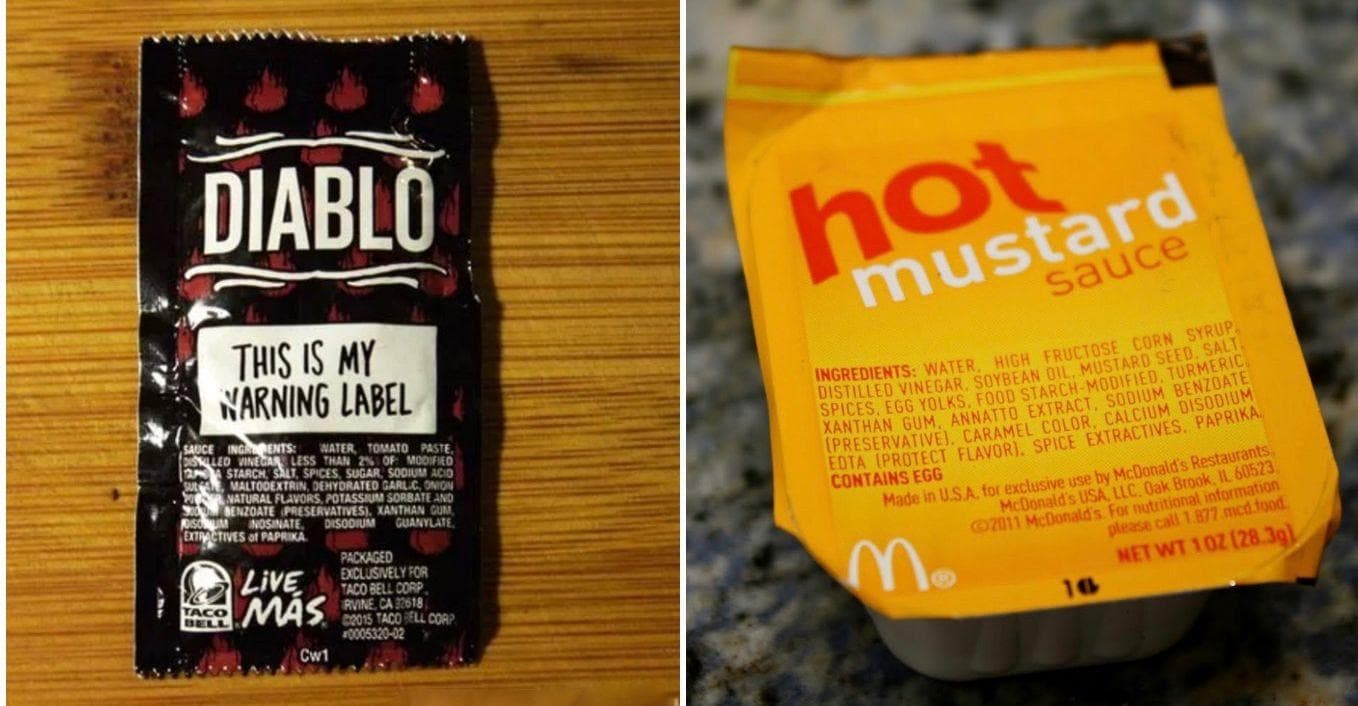 DIABLO
THIS IS MY
WARNING LABEL
SAUCE INGREDIENTS: WATER, TOMATO PASTE,
DISTILLED VINEGAR, LESS THAN 2% OF: MODIFIED
TAPIOCA STARCH, SALT, SPICES, SUGAR, SODIUM ACID
SULFATE, MALTODEXTRIN, DEHYDRATED GARLIC, ONION
POWDER, NATURAL FLAVORS, POTASSIUM SORBATE AND
SODIUM BENZOATE (PRESERVATIVES), XANTHAN GUM,
DISODIUM INOSINATE, DISODIUM GUANYLATE,
EXTRACTIVES of PAPRIKA.
TACO
BELL
LIVE
MÁS
PACKAGED
EXCLUSIVELY FOR
TACO BELL CORP.
IRVINE, CA 92618
©2015 TACO BELL CORP.
#0005320-02
Cw1
hot
mustard
sauce
INGREDIENTS: WATER, HIGH FRUCTOSE CORN SYRUP,
DISTILLED VINEGAR, SOYBEAN OIL, MUSTARD SEED, SALT,
SPICES, EGG YOLKS, FOOD STARCH-MODIFIED, TURMERIC,
XANTHAN GUM, ANNATTO EXTRACT, SODIUM BENZOATE
(PRESERVATIVE), CARAMEL COLOR, CALCIUM DISODIUM
EDTA (PROTECT FLAVOR), SPICE EXTRACTIVES, PAPRIKA.
CONTAINS EGG
Made in U.S.A. for exclusive use by McDonald's Restaurants,
McDonald's USA, LLC. Oak Brook, IL 60523
©2011 McDonald's. For nutritional information
please call 1.877.mcd.food.
NET WT 1 OZ (28.3g)
M®